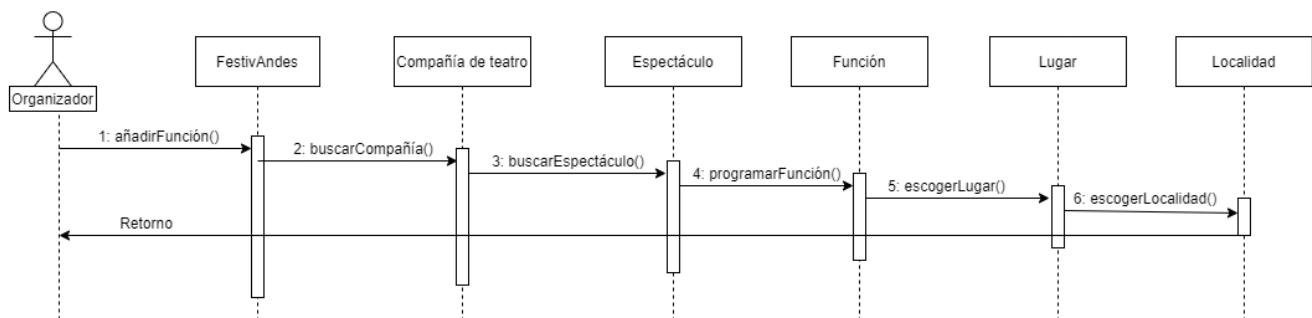 Organizador
FestivAndes
Compañía de teatro
Espectáculo
Función
Lugar
Localidad
1: añadirFunción()
2: buscarCompañía()
3: buscarEspectáculo()
4: programarFunción()
5: escogerLugar()
6: escogerLocalidad()
Retorno